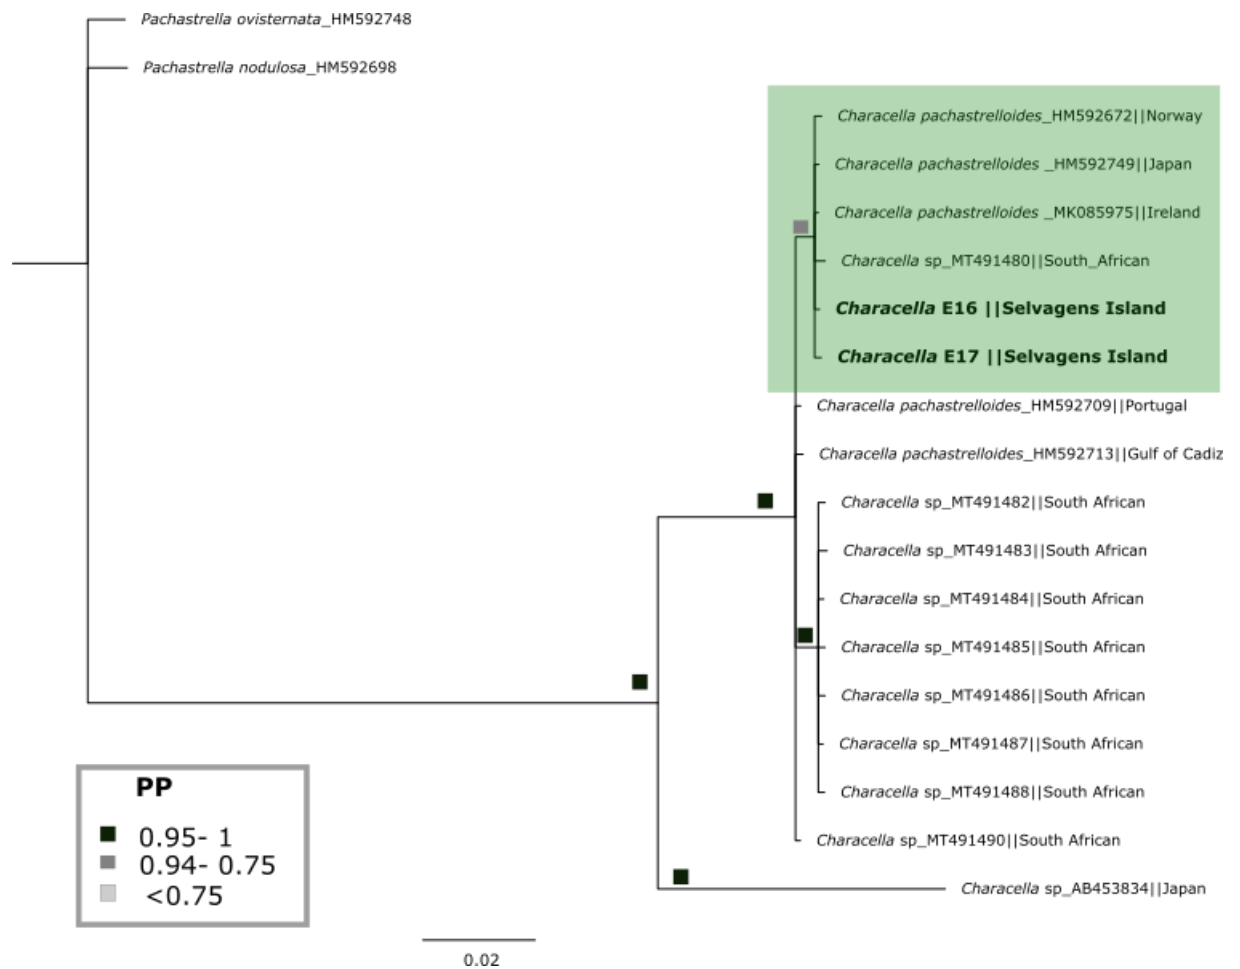 Pachastrella ovisternata_HM592748
Pachastrella nodulosa_HM592698
Characella pachastrelloides_HM592672||Norway
Characella pachastrelloides _HM592749||Japan
Characella pachastrelloides _MK085975||Ireland
Characella sp_MT491480||South_African
Characella E16 ||Selvagens Island
Characella E17 ||Selvagens Island
Characella pachastrelloides_HM592709||Portugal
Characella pachastrelloides_HM592713||Gulf of Cadiz
Characella sp_MT491482||South African
Characella sp_MT491483||South African
Characella sp_MT491484||South African
Characella sp_MT491485||South African
Characella sp_MT491486||South African
Characella sp_MT491487||South African
Characella sp_MT491488||South African
Characella sp_MT491490||South African
Characella sp_AB453834||Japan
PP
0.95- 1
0.94- 0.75
<0.75
0.02